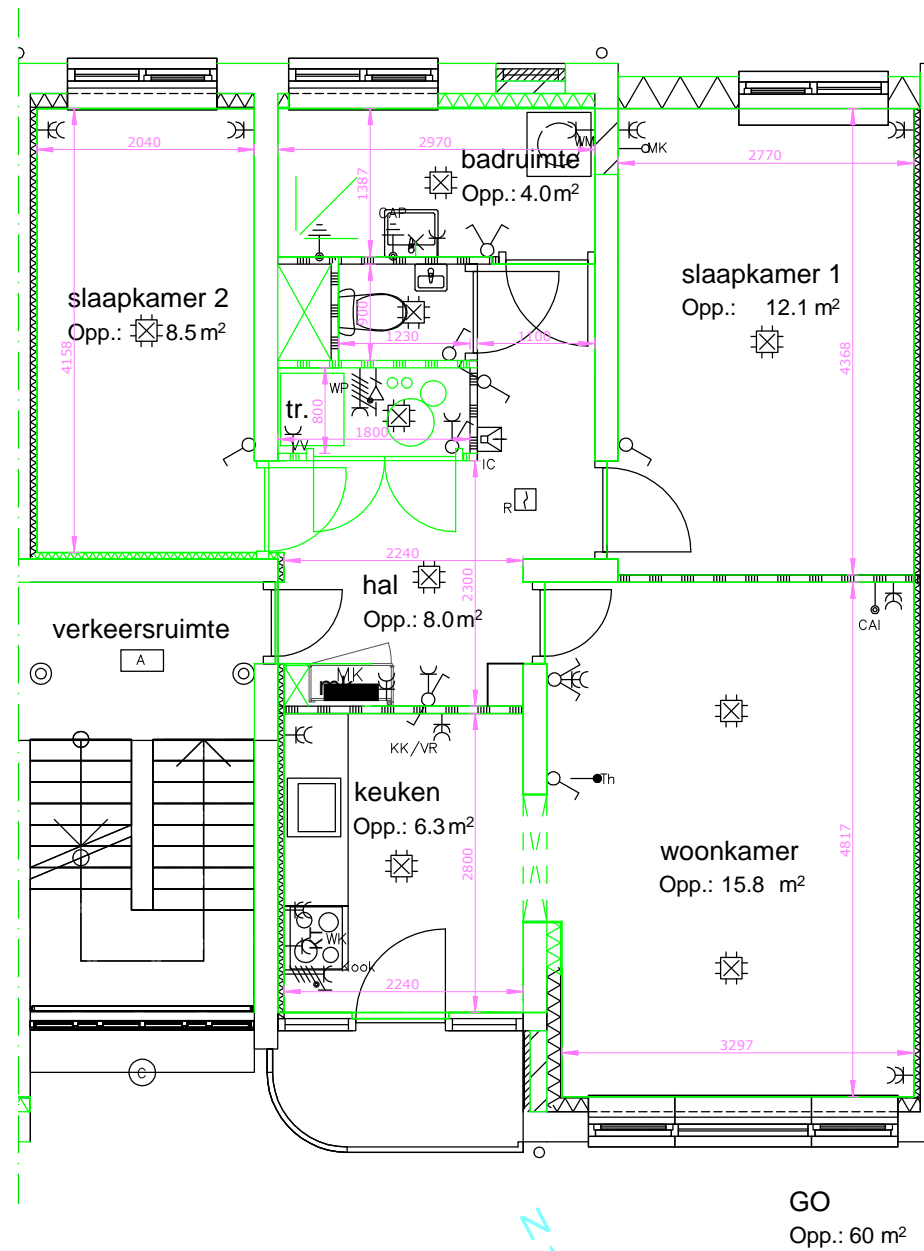 2040
2970
WM
MK
2770
badruimte
Opp.: 4.0 m²
1387
CAP
slaapkamer 2
Opp.: 8.5 m²
4158
900
1230
1100
slaapkamer 1
Opp.: 12.1 m²
4368
WP
tr.
800
1800
VV
IC
R
2240
hal
Opp.: 8.0 m²
2300
verkeersruimte
A
MK
mk
CAI
KK/VR
Th
keuken
Opp.: 6.3 m²
2800
woonkamer
Opp.: 15.8 m²
4817
KT
WK
kook
2240
3297
C
N
GO
Opp.: 60 m²